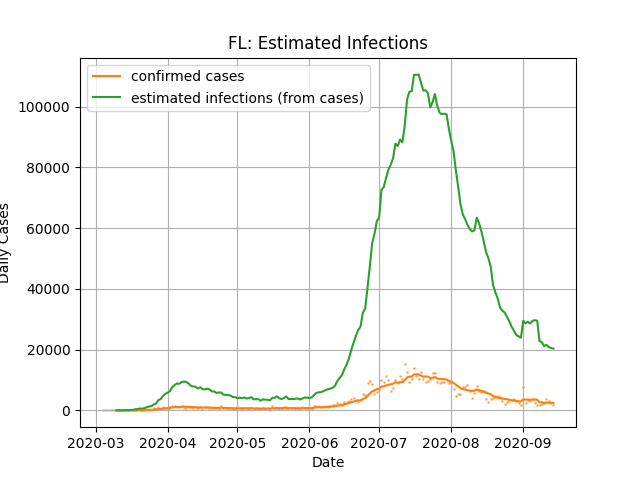 FL: Estimated Infections
confirmed cases
estimated infections (from cases)
100000
80000
60000
40000
20000
0
Daily Cases
2020-03 2020-04 2020-05 2020-06 2020-07 2020-08 2020-09
Date